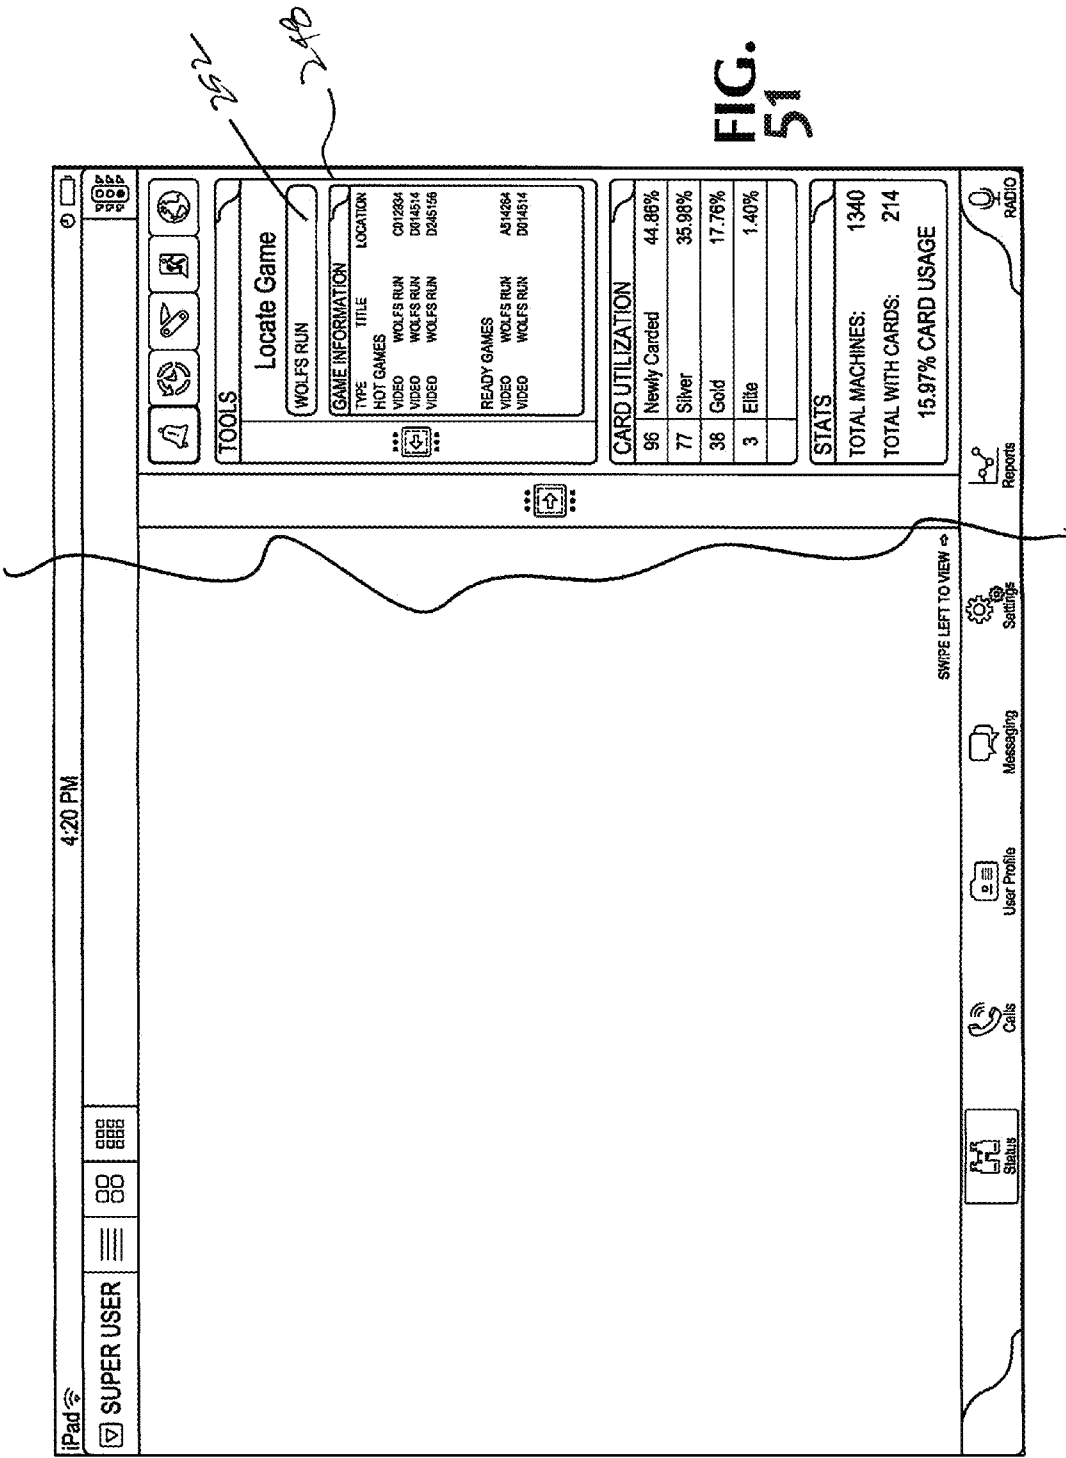 iPad 4:20 PM
SUPER USER
TOOLS
Locate Game
WOLFS RUN
GAME INFORMATION
TYPE TITLE LOCATION
HOT GAMES
VIDEO WOLFS RUN C012934
VIDEO WOLFS RUN D014514
VIDEO WOLFS RUN D245156
READY GAMES
VIDEO WOLFS RUN A514264
VIDEO WOLFS RUN D014514
CARD UTILIZATION
96 Newly Carded 44.86%
77 Silver 35.98%
38 Gold 17.76%
3 Elite 1.40%
STATS
TOTAL MACHINES: 1340
TOTAL WITH CARDS: 214
15.97% CARD USAGE
SWIPE LEFT TO VIEW ⇨
Status Calls User Profile Messaging Settings Reports RADIO
252
248
FIG.
51